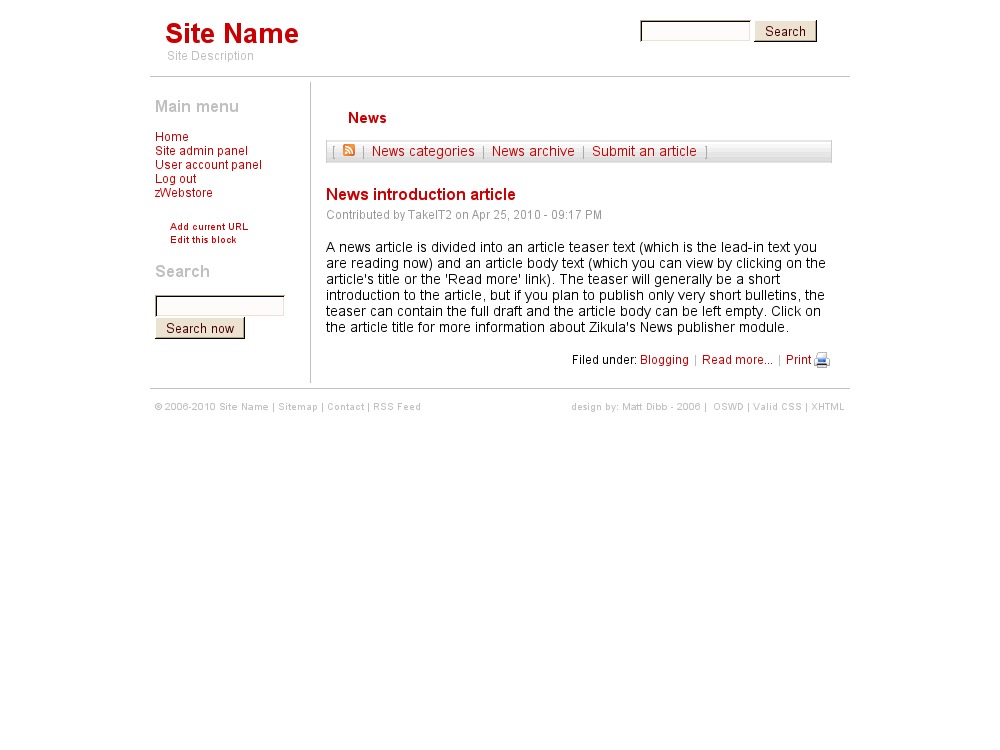 Site Name
Site Description
Search
Main menu
Home
Site admin panel
User account panel
Log out
zWebstore
Add current URL
Edit this block
Search
Search now
News
[ | News categories | News archive | Submit an article ]
News introduction article
Contributed by TakeIT2 on Apr 25, 2010 - 09:17 PM
A news article is divided into an article teaser text (which is the lead-in text you
are reading now) and an article body text (which you can view by clicking on the
article's title or the 'Read more' link). The teaser will generally be a short
introduction to the article, but if you plan to publish only very short bulletins, the
teaser can contain the full draft and the article body can be left empty. Click on
the article title for more information about Zikula's News publisher module.
Filed under: Blogging | Read more... | Print
© 2006-2010 Site Name | Sitemap | Contact | RSS Feed
design by: Matt Dibb - 2006 | OSWD | Valid CSS | XHTML